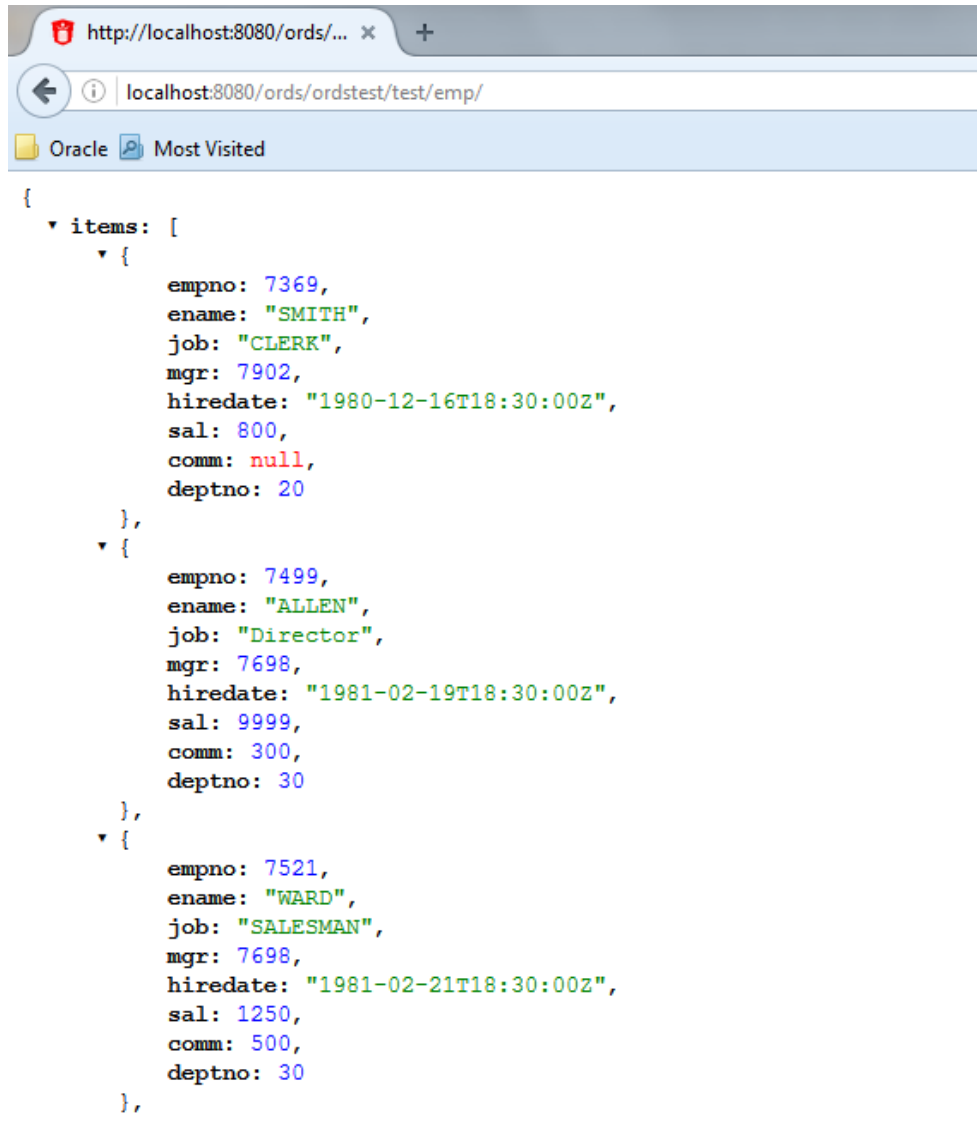 http://localhost:8080/ords/... × +
localhost:8080/ords/ordstest/test/emp/
Oracle Most Visited
{
items: [
{
empno: 7369,
ename: "SMITH",
job: "CLERK",
mgr: 7902,
hiredate: "1980-12-16T18:30:00Z",
sal: 800,
comm: null,
deptno: 20
},
{
empno: 7499,
ename: "ALLEN",
job: "Director",
mgr: 7698,
hiredate: "1981-02-19T18:30:00Z",
sal: 9999,
comm: 300,
deptno: 30
},
{
empno: 7521,
ename: "WARD",
job: "SALESMAN",
mgr: 7698,
hiredate: "1981-02-21T18:30:00Z",
sal: 1250,
comm: 500,
deptno: 30
},